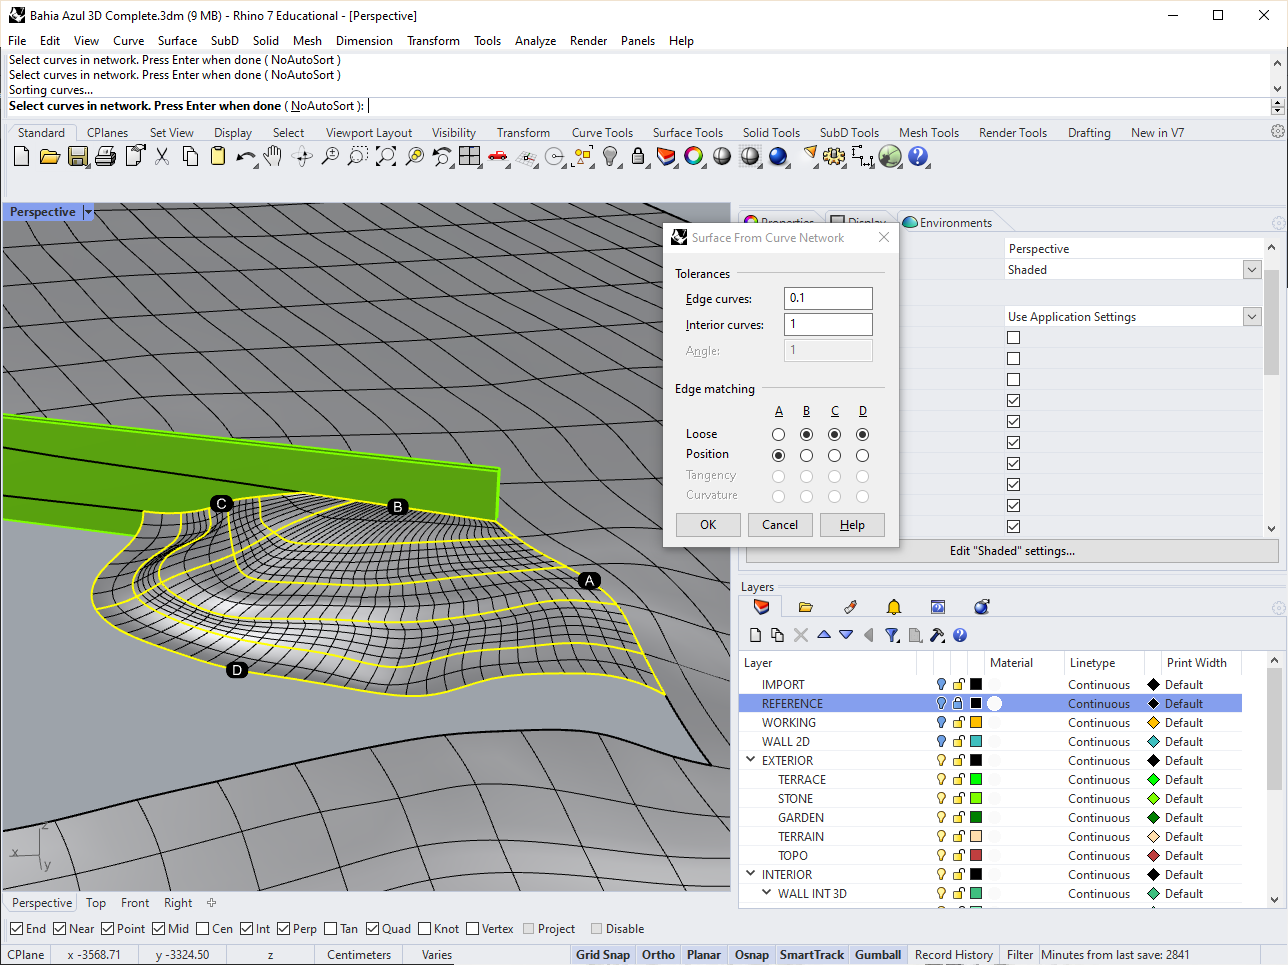 Bahia Azul 3D Complete.3dm (9 MB) - Rhino 7 Educational - [Perspective]
File Edit View Curve Surface SubD Solid Mesh Dimension Transform Tools Analyze Render Panels Help
Select curves in network. Press Enter when done ( NoAutoSort )
Select curves in network. Press Enter when done ( NoAutoSort )
Sorting curves...
Select curves in network. Press Enter when done ( NoAutoSort ):
Standard CPlanes Set View Display Select Viewport Layout Visibility Transform Curve Tools Surface Tools Solid Tools SubD Tools Mesh Tools Render Tools Drafting New in V7
Perspective
Properties Display Environments
Surface From Curve Network
Tolerances
Edge curves: 0.1
Interior curves: 1
Angle: 1
Edge matching
A B C D
Loose
Position
Tangency
Curvature
OK Cancel Help
Perspective
Shaded
Use Application Settings
Edit "Shaded" settings...
C
B
A
D
z
x
y
Layers
Layer Material Linetype Print Width
IMPORT Continuous Default
REFERENCE Continuous Default
WORKING Continuous Default
WALL 2D Continuous Default
EXTERIOR Continuous Default
TERRACE Continuous Default
STONE Continuous Default
GARDEN Continuous Default
TERRAIN Continuous Default
TOPO Continuous Default
INTERIOR Continuous Default
WALL INT 3D Continuous Default
Perspective Top Front Right
End Near Point Mid Cen Int Perp Tan Quad Knot Vertex Project Disable
CPlane x -3568.71 y -3324.50 z Centimeters Varies Grid Snap Ortho Planar Osnap SmartTrack Gumball Record History Filter Minutes from last save: 2841